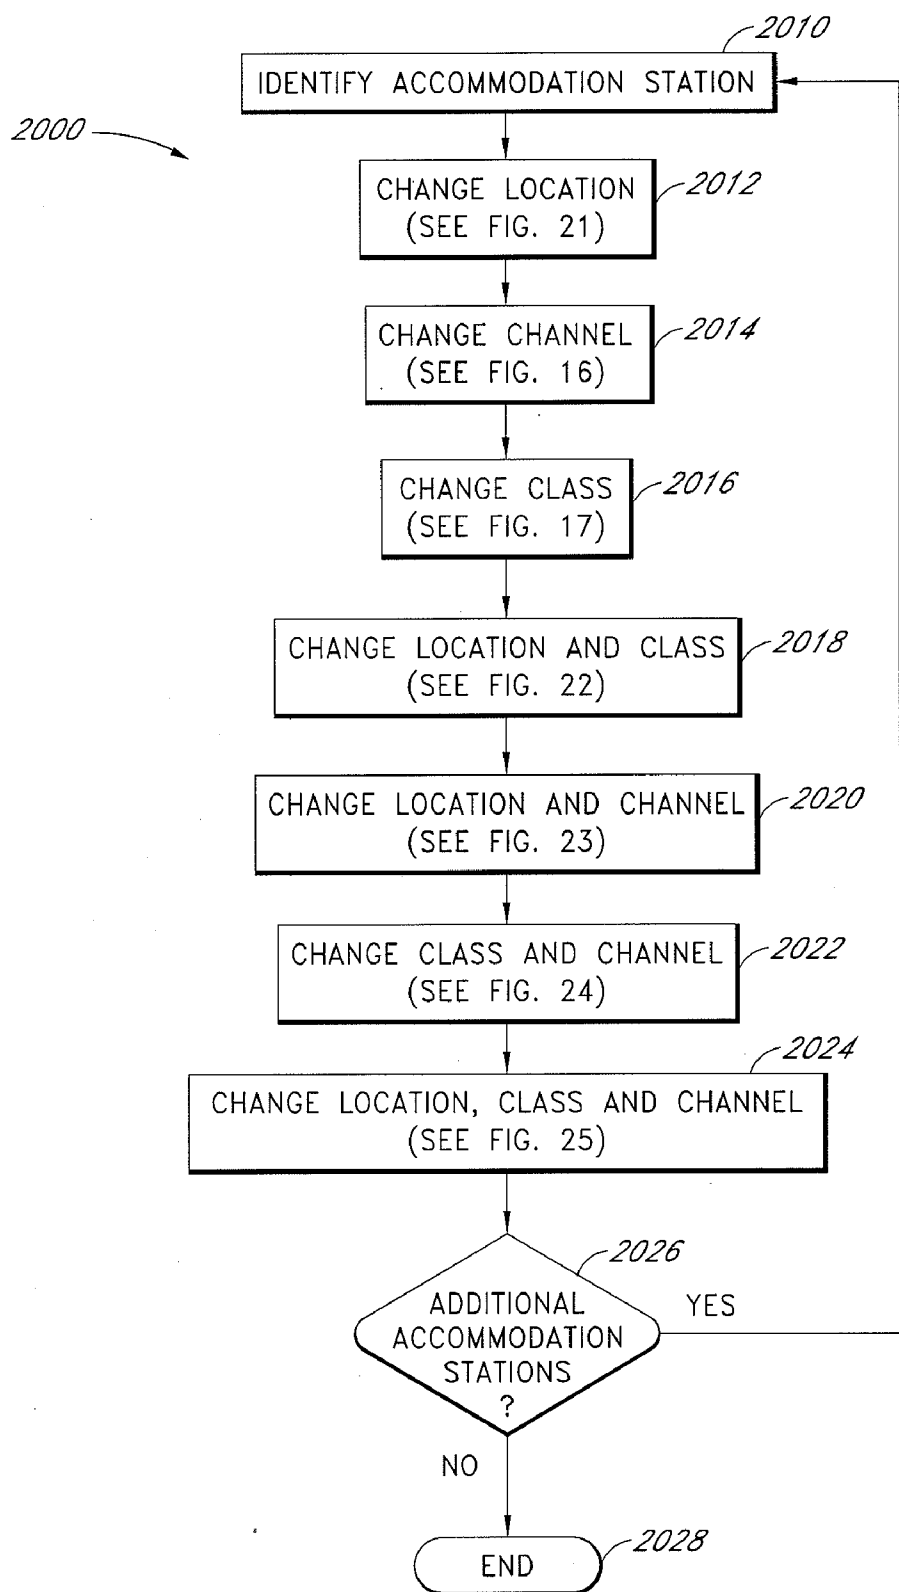 2010
IDENTIFY ACCOMMODATION STATION
2000
CHANGE LOCATION
(SEE FIG. 21)
2012
CHANGE CHANNEL
(SEE FIG. 16)
2014
CHANGE CLASS
(SEE FIG. 17)
2016
CHANGE LOCATION AND CLASS
(SEE FIG. 22)
2018
CHANGE LOCATION AND CHANNEL
(SEE FIG. 23)
2020
CHANGE CLASS AND CHANNEL
(SEE FIG. 24)
2022
2024
CHANGE LOCATION, CLASS AND CHANNEL
(SEE FIG. 25)
2026
ADDITIONAL
ACCOMMODATION
STATIONS
?
YES
NO
END
2028